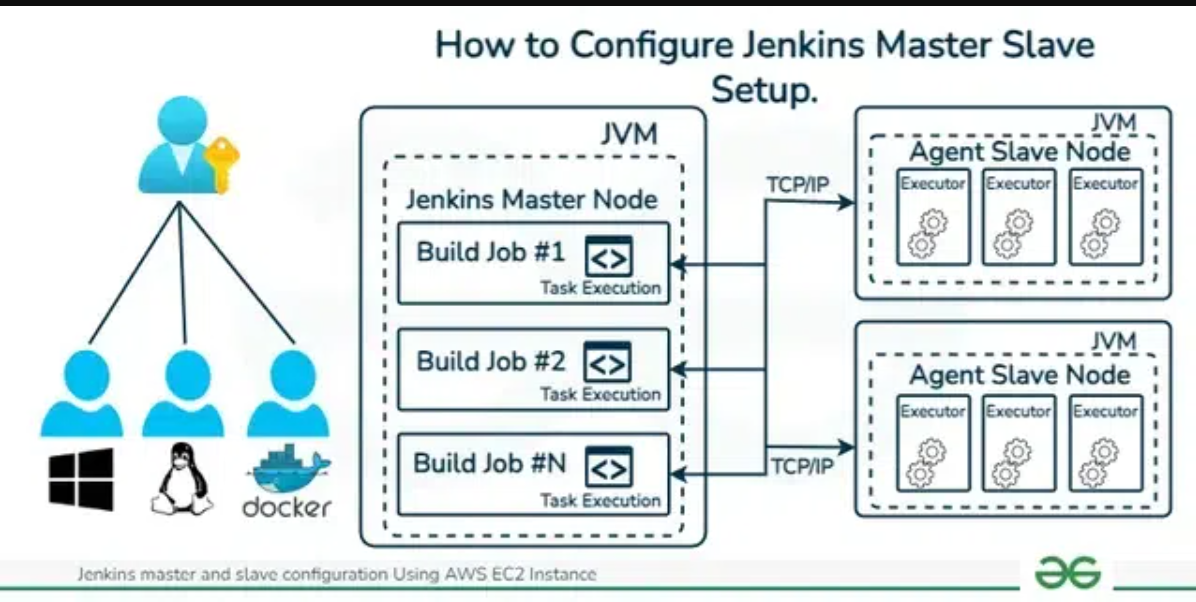 How to Configure Jenkins Master Slave
Setup.
JVM
Jenkins Master Node
Build Job #1
<>
Task Execution
Build Job #2
<>
Task Execution
Build Job #N
<>
Task Execution
TCP/IP
TCP/IP
JVM
Agent Slave Node
Executor Executor Executor
JVM
Agent Slave Node
Executor Executor Executor
docker
Jenkins master and slave configuration Using AWS EC2 Instance